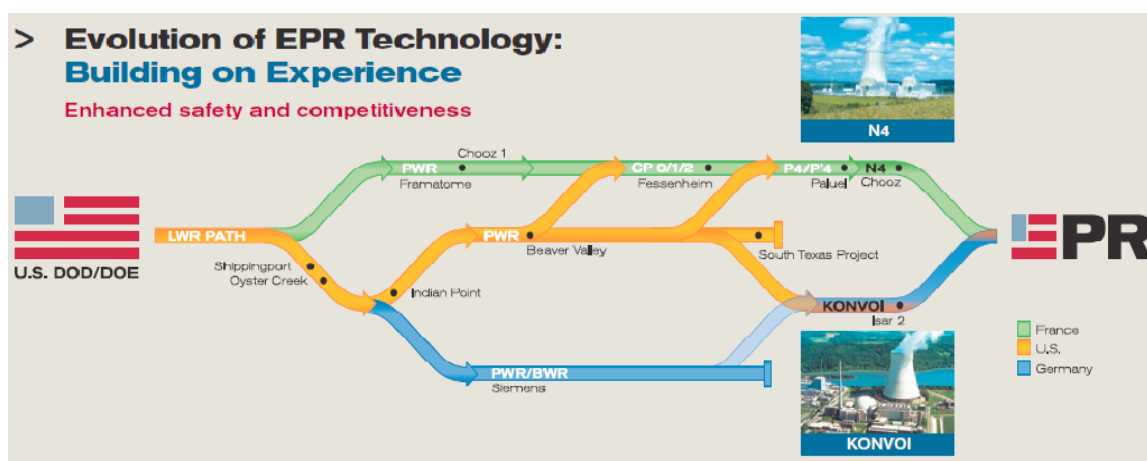 > Evolution of EPR Technology:
Building on Experience
Enhanced safety and competitiveness
N4
Chooz 1
PWR
Framatome
CP 0/1/2
Fessenheim
P4/P'4
Paluel
N4
Chooz
LWR PATH
U.S. DOD/DOE
Shippingport
Oyster Creek
Indian Point
PWR
Beaver Valley
South Texas Project
EPR
KONVOI
Isar 2
PWR/BWR
Siemens
France
U.S.
Germany
KONVOI